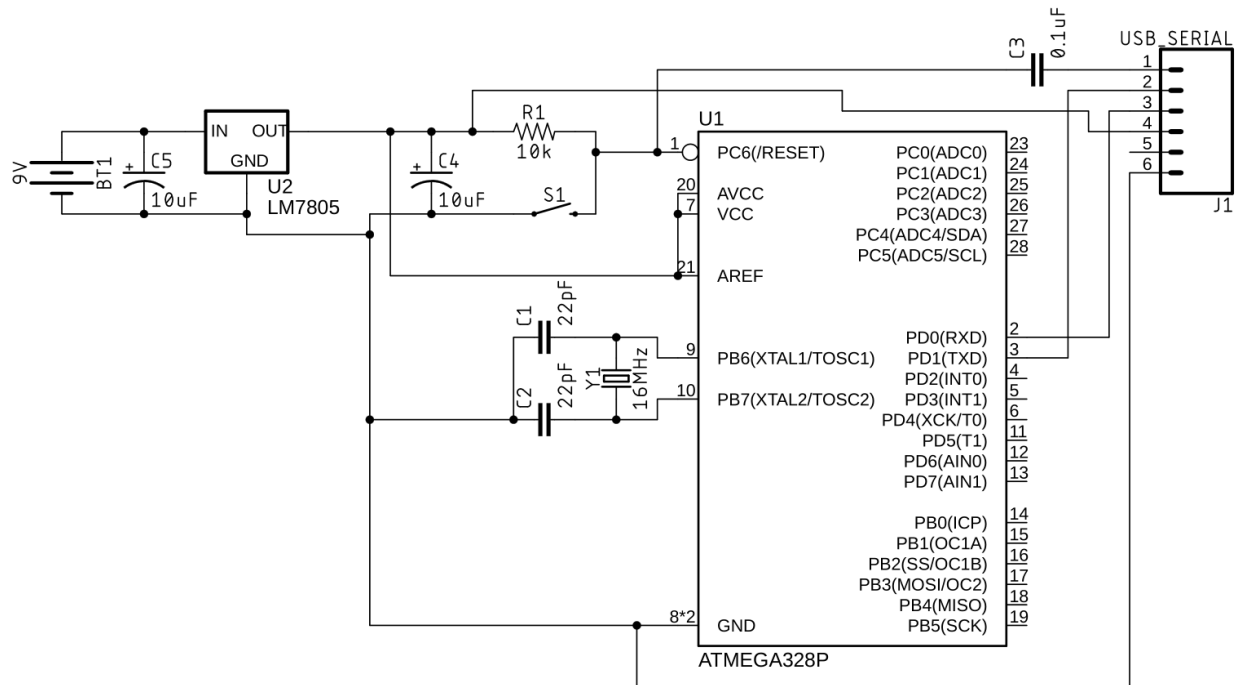 C3
0.1uF
USB_SERIAL
1
2
3
4
5
6
J1
9V
BT1
+
C5
10uF
IN
OUT
GND
U2
LM7805
+
C4
10uF
R1
10k
S1
U1
1
PC6(/RESET)
20
AVCC
7
VCC
21
AREF
9
PB6(XTAL1/TOSC1)
10
PB7(XTAL2/TOSC2)
8*2
GND
C1
22pF
C2
22pF
Y1
16MHz
PC0(ADC0) 23
PC1(ADC1) 24
PC2(ADC2) 25
PC3(ADC3) 26
PC4(ADC4/SDA) 27
PC5(ADC5/SCL) 28
PD0(RXD) 2
PD1(TXD) 3
PD2(INT0) 4
PD3(INT1) 5
PD4(XCK/T0) 6
PD5(T1) 11
PD6(AIN0) 12
PD7(AIN1) 13
PB0(ICP) 14
PB1(OC1A) 15
PB2(SS/OC1B) 16
PB3(MOSI/OC2) 17
PB4(MISO) 18
PB5(SCK) 19
ATMEGA328P